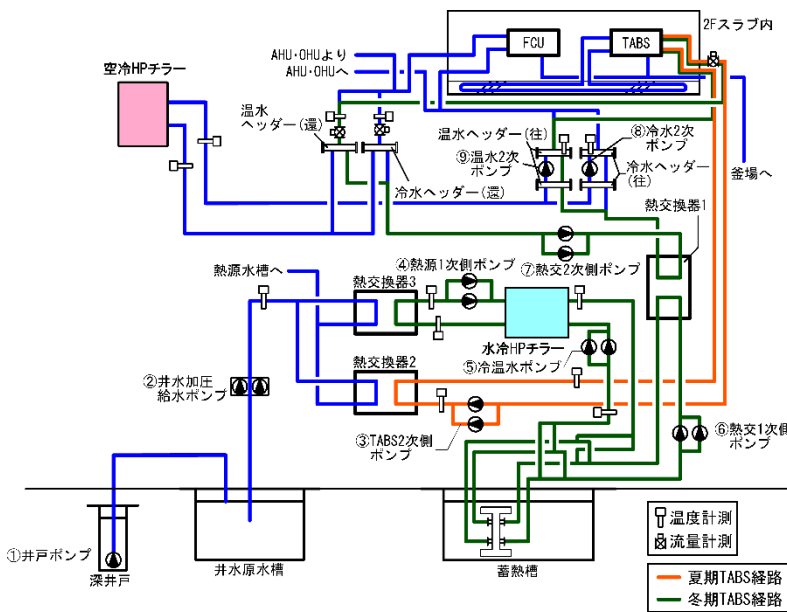 2Fスラブ内
FCU
TABS
AHU・OHUより
AHU・OHUへ
空冷HPチラー
温水
ヘッダー(還)
冷水ヘッダー(還)
温水ヘッダー(往)
⑧冷水2次
ポンプ
⑨温水2次
ポンプ
冷水ヘッダー
(往)
釜場へ
熱交換器1
⑦熱交2次側ポンプ
熱源水槽へ
④熱源1次側ポンプ
熱交換器3
水冷HPチラー
⑤冷温水ポンプ
②井水加圧
給水ポンプ
熱交換器2
③TABS2次側
ポンプ
⑥熱交1次側
ポンプ
①井戸ポンプ
深井戸
井水原水槽
蓄熱槽
温度計測
流量計測
夏期TABS経路
冬期TABS経路